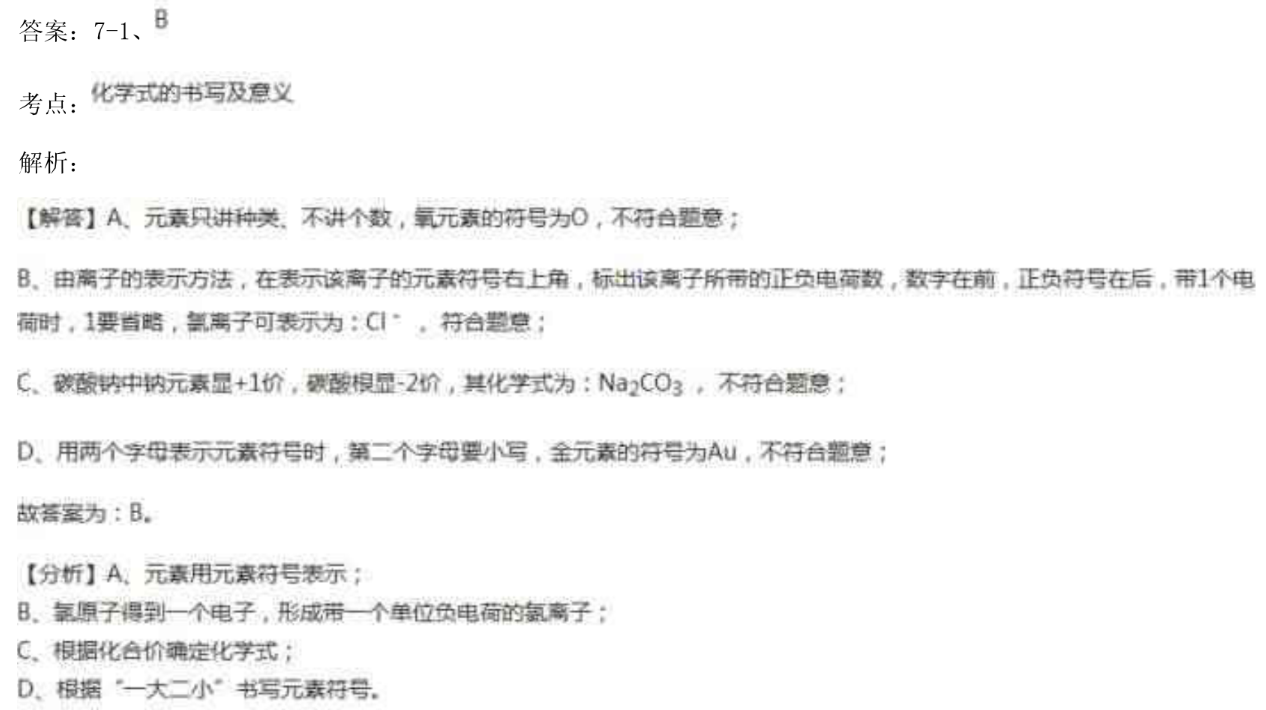 答案：7-1、B
考点：化学式的书写及意义
解析：
【解答】A、元素只讲种类、不讲个数，氧元素的符号为O，不符合题意；
B、由离子的表示方法，在表示该离子的元素符号右上角，标出该离子所带的正负电荷数，数字在前，正负符号在后，带1个电
荷时，1要省略，氯离子可表示为：Cl⁻ ，符合题意；
C、碳酸钠中钠元素显+1价，碳酸根显-2价，其化学式为：Na₂CO₃ ，不符合题意；
D、用两个字母表示元素符号时，第二个字母要小写，金元素的符号为Au，不符合题意；
故答案为：B。
【分析】A、元素用元素符号表示；
B、氯原子得到一个电子，形成带一个单位负电荷的氯离子；
C、根据化合价确定化学式；
D、根据“一大二小”书写元素符号。